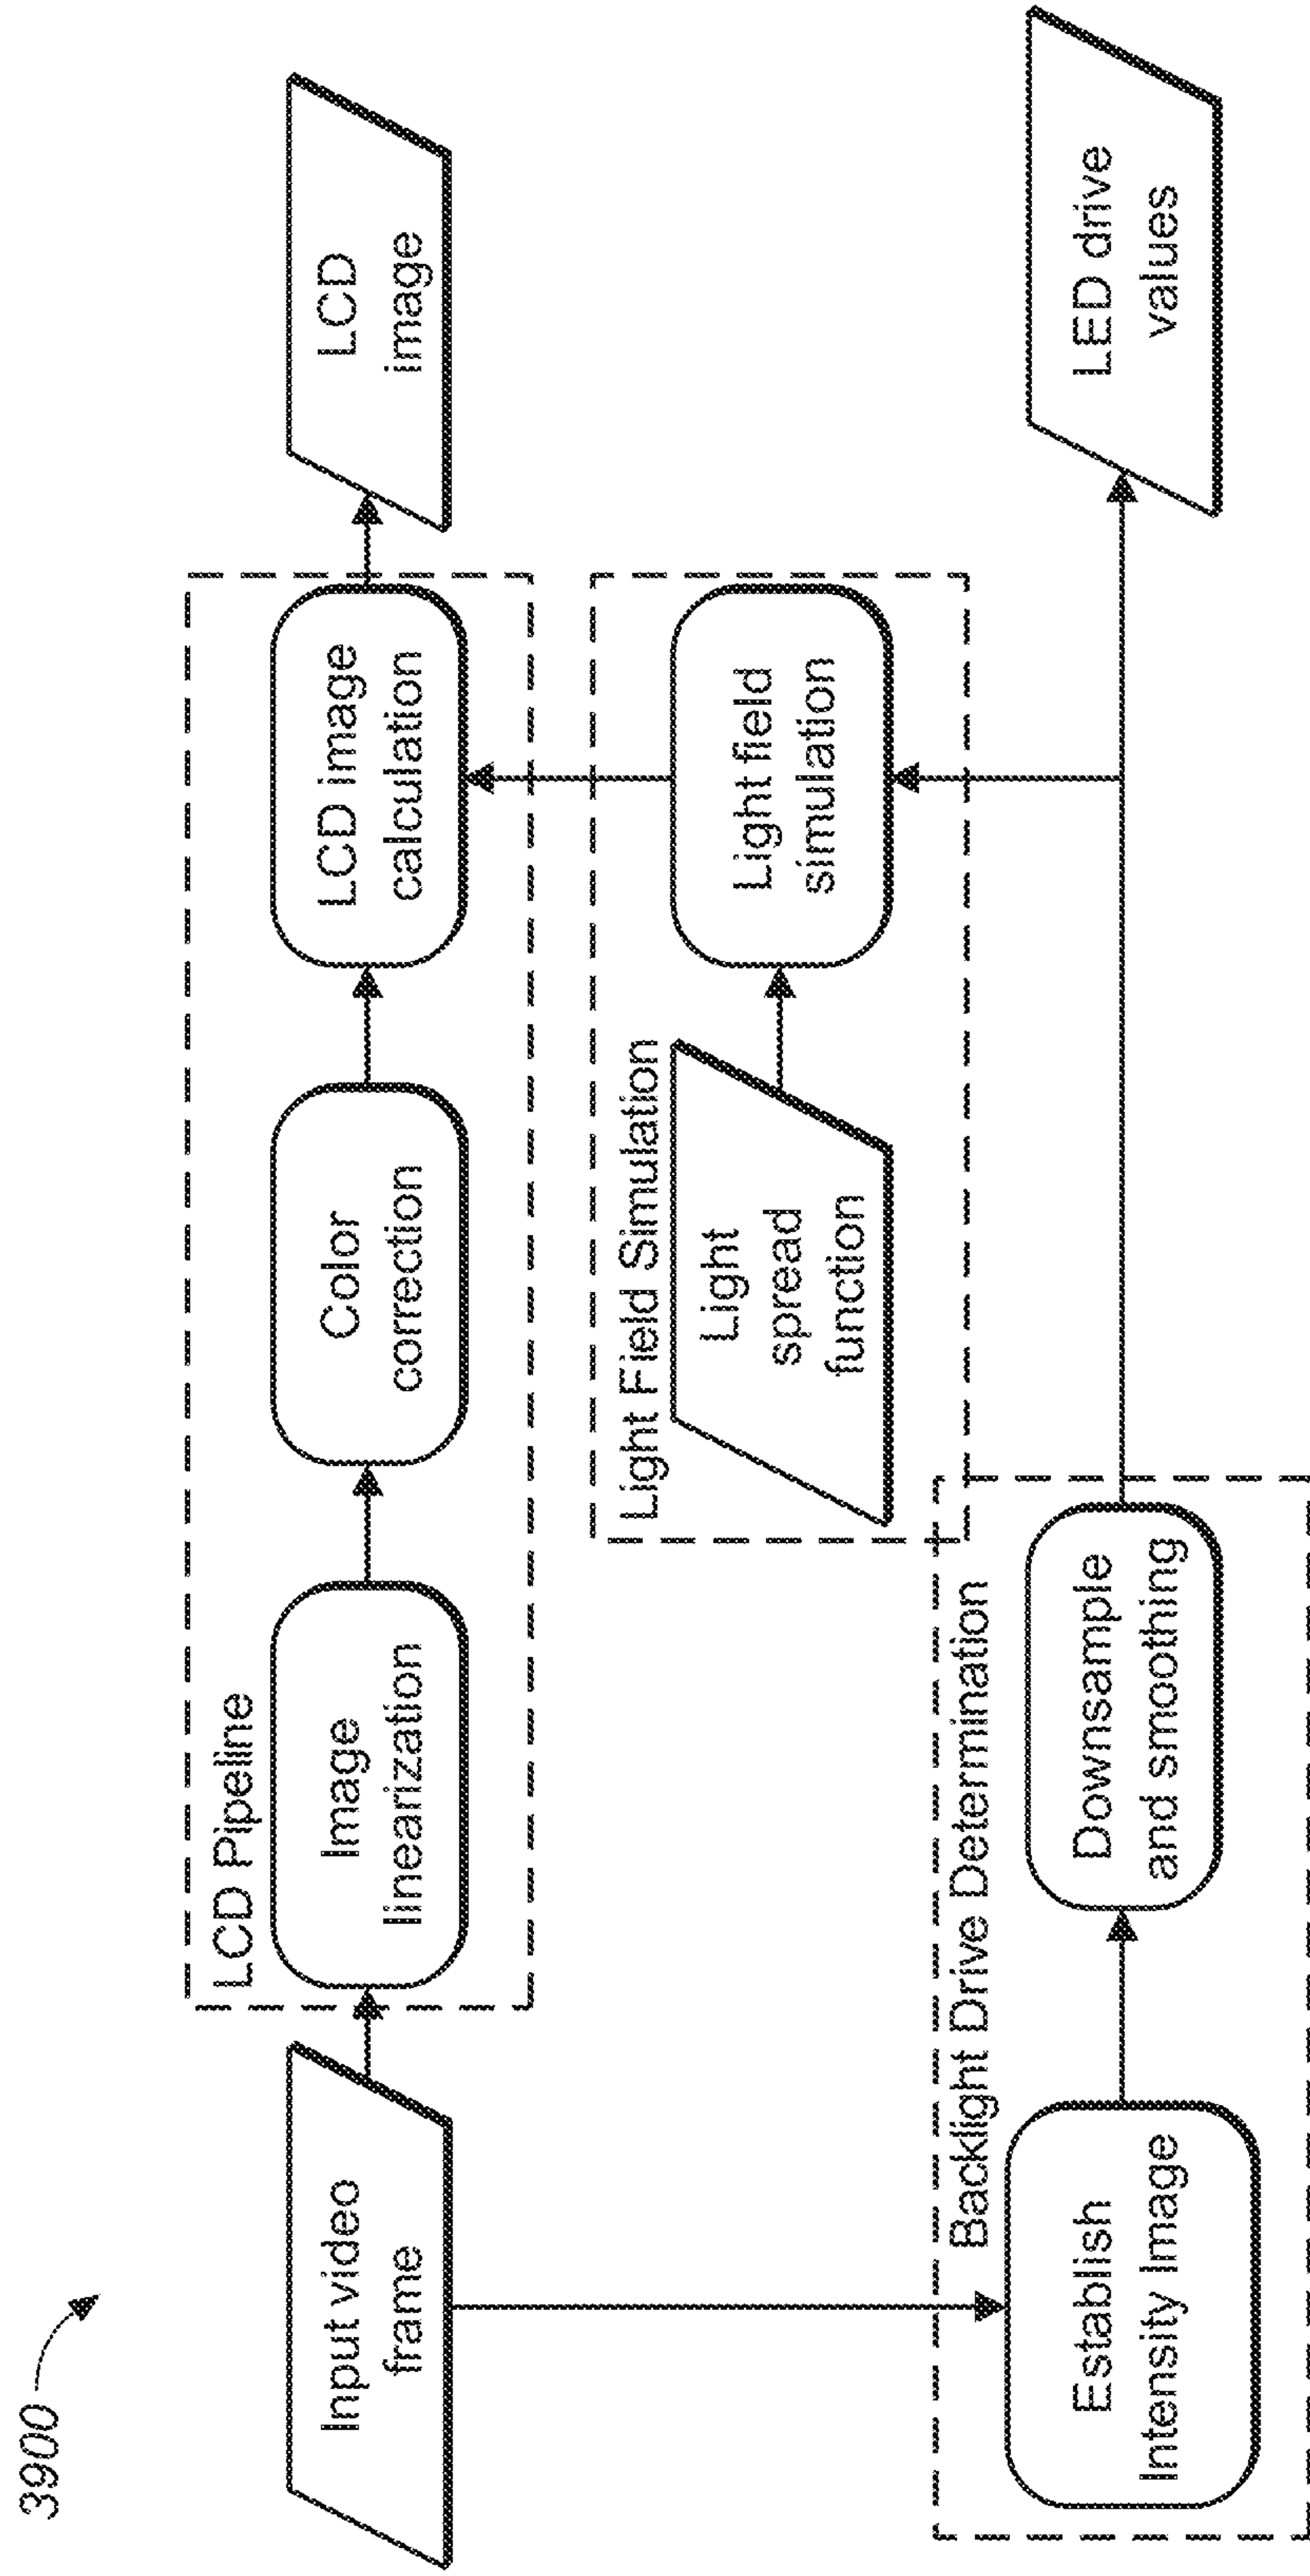 3900
LCD Pipeline
Input video
frame
Image
linearization
Color
correction
LCD image
calculation
LCD
image
Light Field Simulation
Light
spread
function
Light field
simulation
Backlight Drive Determination
Establish
Intensity Image
Downsample
and smoothing
LED drive
values